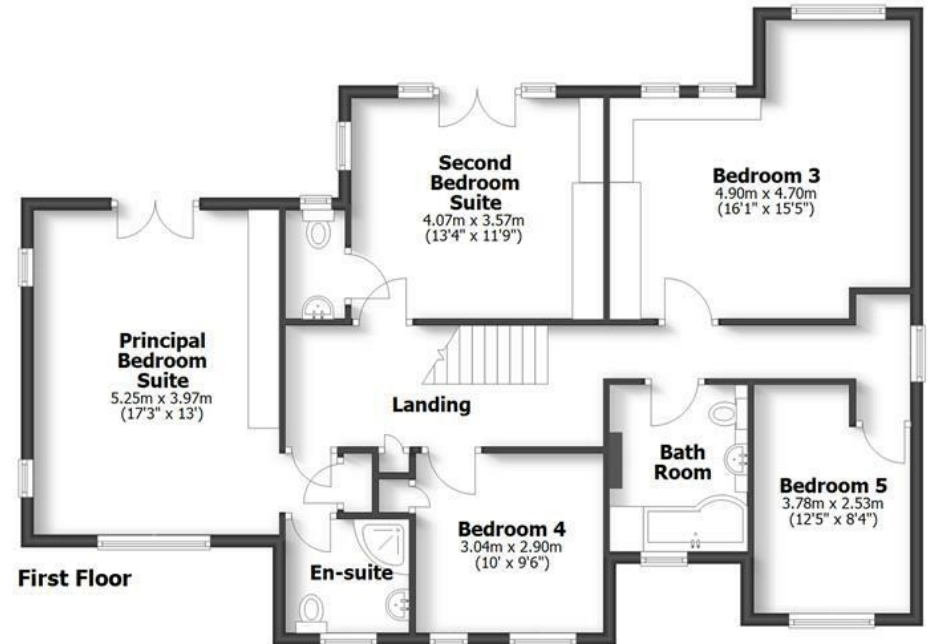 Second
Bedroom
Suite
4.07m x 3.57m
(13'4" x 11'9")
Bedroom 3
4.90m x 4.70m
(16'1" x 15'5")
Principal
Bedroom
Suite
5.25m x 3.97m
(17'3" x 13')
Landing
Bath
Room
Bedroom 5
3.78m x 2.53m
(12'5" x 8'4")
Bedroom 4
3.04m x 2.90m
(10' x 9'6")
En-suite
First Floor